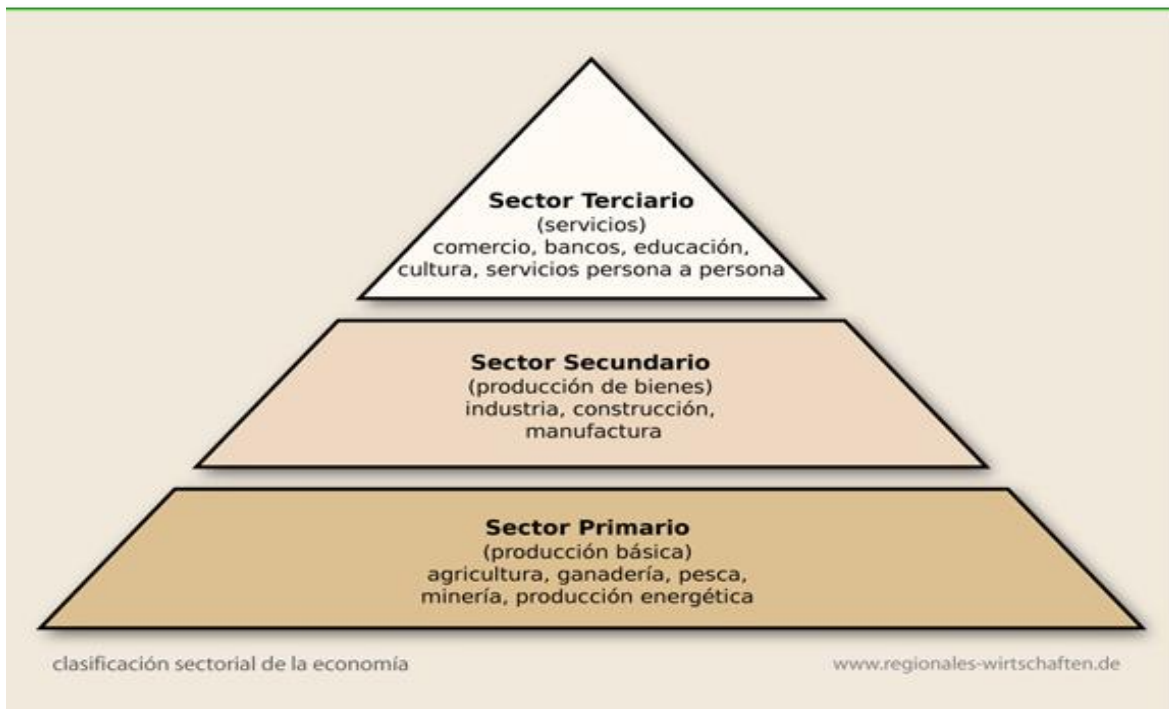 Sector Terciario
(servicios)
comercio, bancos, educación,
cultura, servicios persona a persona
Sector Secundario
(producción de bienes)
industria, construcción,
manufactura
Sector Primario
(producción básica)
agricultura, ganadería, pesca,
minería, producción energética
clasificación sectorial de la economía
www.regionales-wirtschaften.de